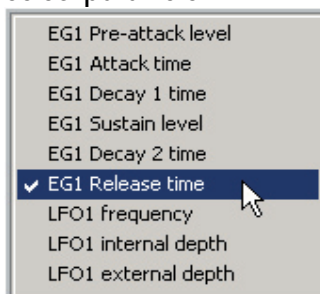 EG1 Pre-attack level
EG1 Attack time
EG1 Decay 1 time
EG1 Sustain level
EG1 Decay 2 time
EG1 Release time
LFO1 frequency
LFO1 internal depth
LFO1 external depth